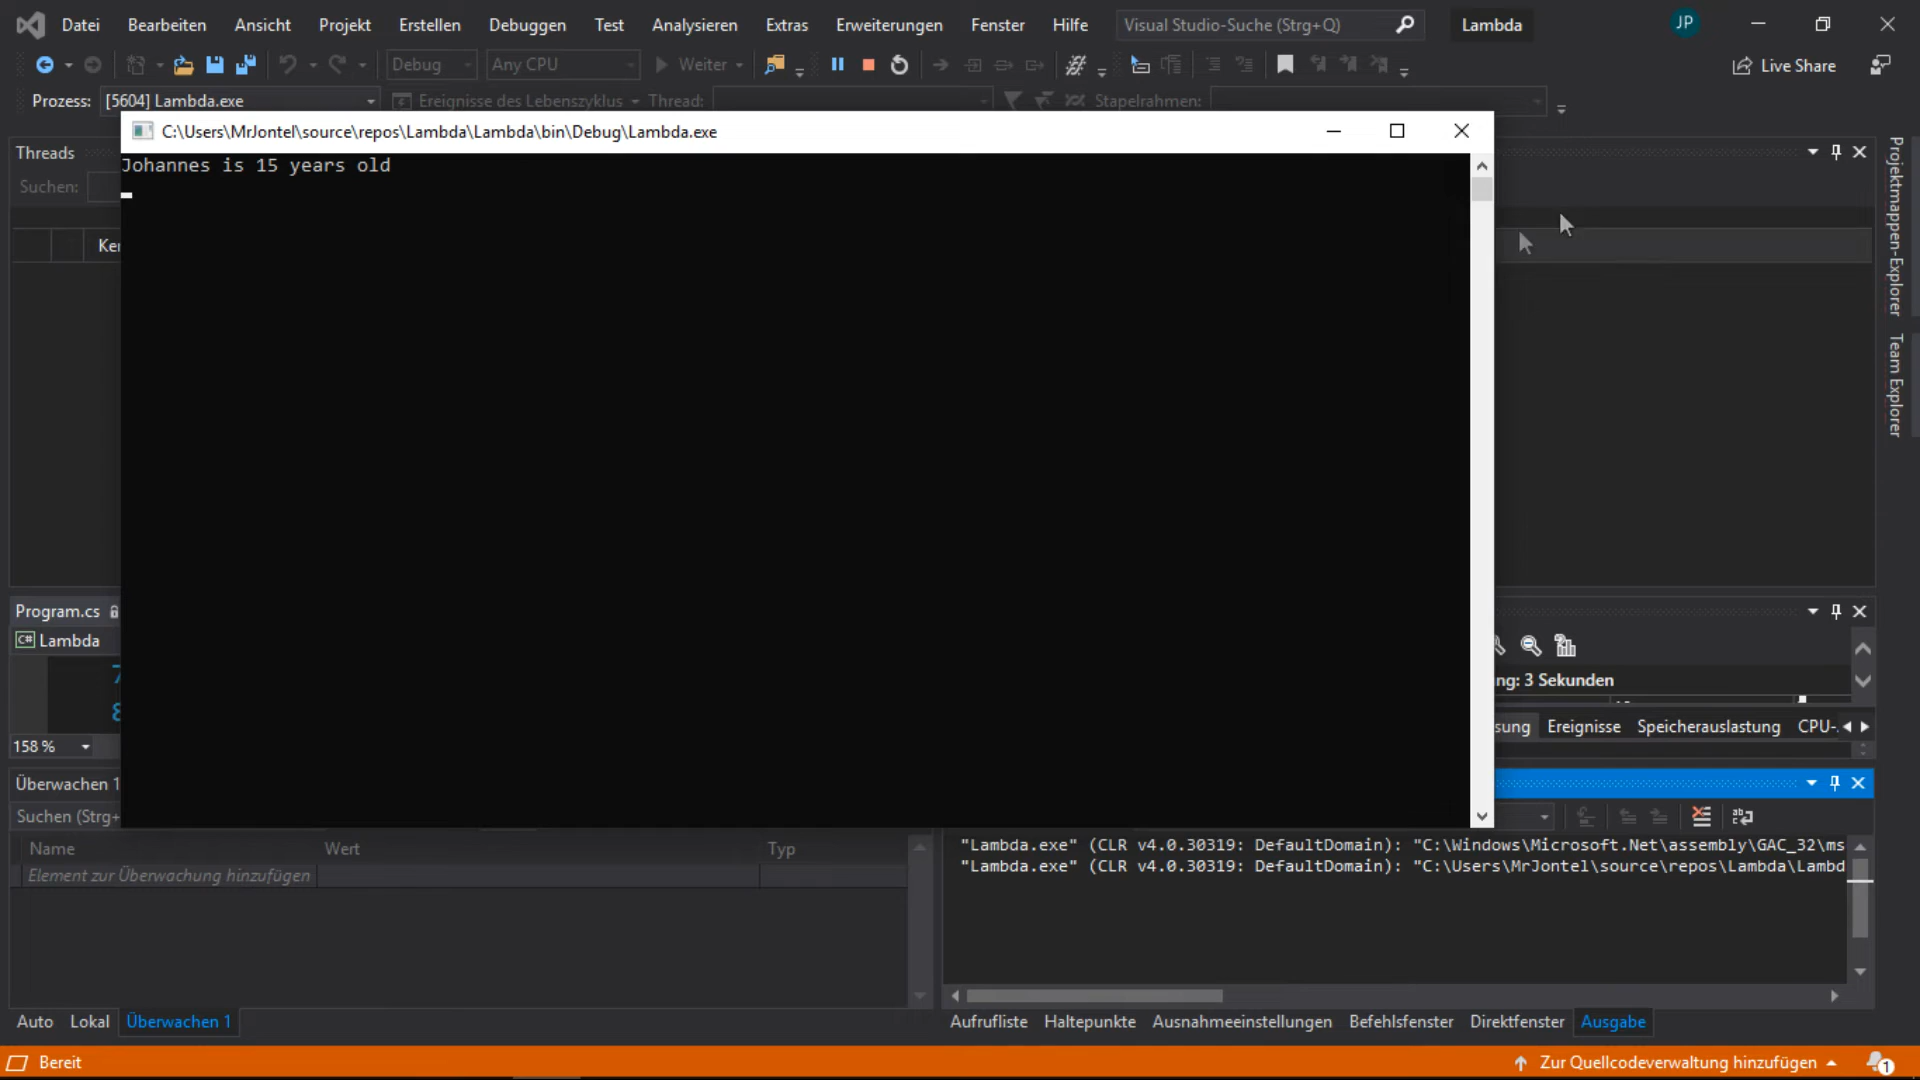 Datei Bearbeiten Ansicht Projekt Erstellen Debuggen Test Analysieren Extras Erweiterungen Fenster Hilfe Visual Studio-Suche (Strg+Q) Lambda JP
Debug Any CPU Weiter Live Share
Prozess: [5604] Lambda.exe Ereignisse des Lebenszyklus Thread: Stapelrahmen:
C:\Users\MrJontel\source\repos\Lambda\Lambda\bin\Debug\Lambda.exe
Threads
Johannes is 15 years old
Suchen:
Projektmappen-Explorer
Team Explorer
Program.cs
C# Lambda
7
8
ng: 3 Sekunden
158 %
sung Ereignisse Speicherauslastung CPU-
Überwachen 1
Suchen (Strg+
Name Wert Typ
Element zur Überwachung hinzufügen
"Lambda.exe" (CLR v4.0.30319: DefaultDomain): "C:\Windows\Microsoft.Net\assembly\GAC_32\ms
"Lambda.exe" (CLR v4.0.30319: DefaultDomain): "C:\Users\MrJontel\source\repos\Lambda\Lambd
Auto Lokal Überwachen 1
Aufrufliste Haltepunkte Ausnahmeeinstellungen Befehlsfenster Direktfenster Ausgabe
Bereit
Zur Quellcodeverwaltung hinzufügen 1